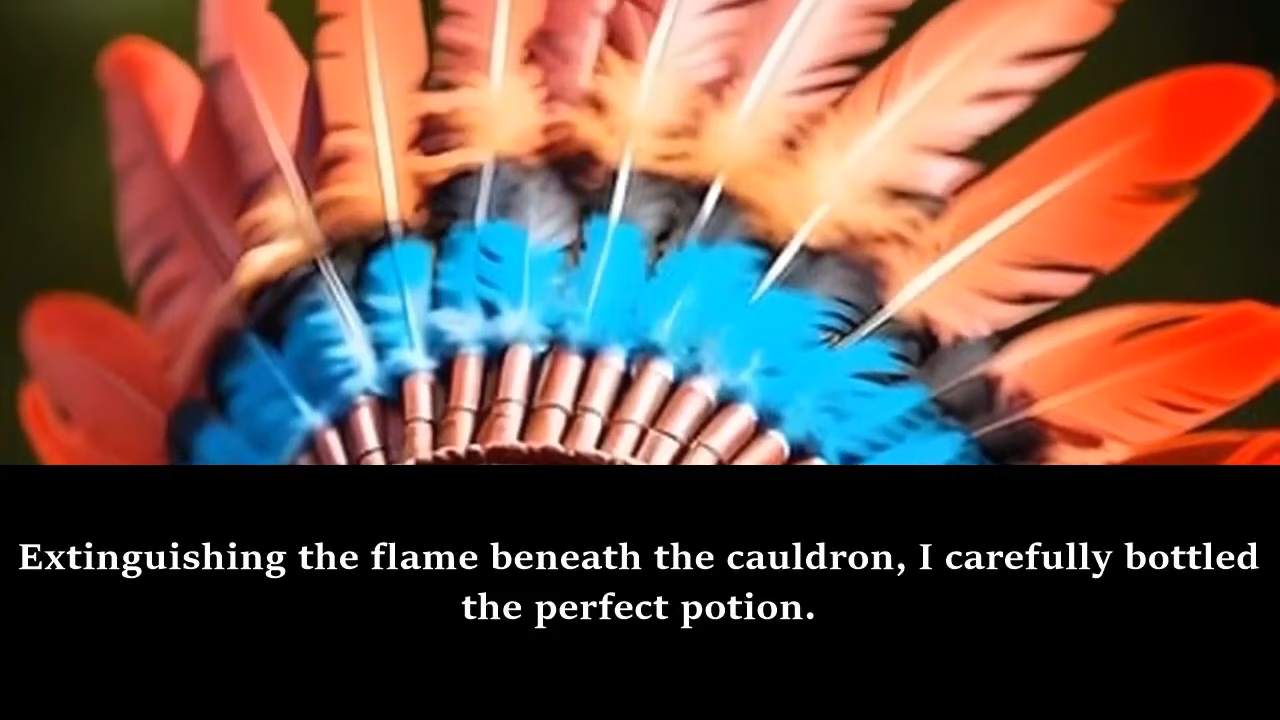 Extinguishing the flame beneath the cauldron, I carefully bottled
the perfect potion.